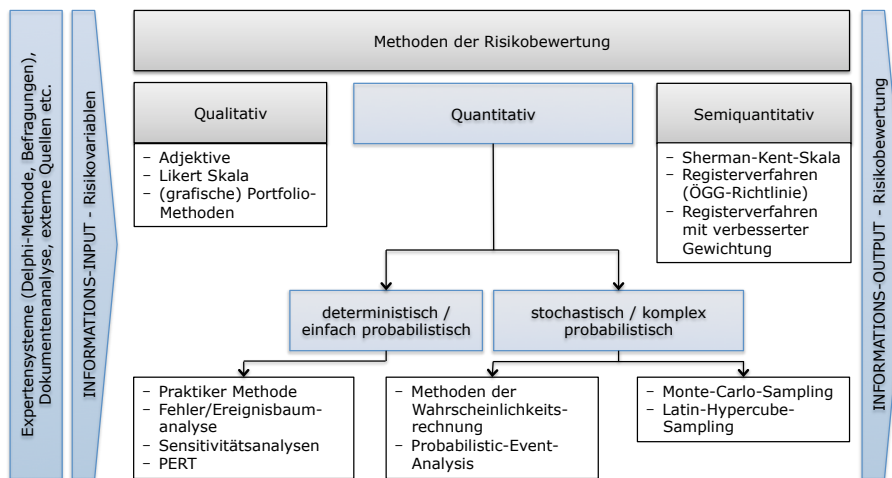 Expertensysteme (Delphi-Methode, Befragungen),
Dokumentenanalyse, externe Quellen etc.
INFORMATIONS-INPUT - Risikovariablen
Methoden der Risikobewertung
Qualitativ
– Adjektive
– Likert Skala
– (grafische) Portfolio-
Methoden
Quantitativ
Semiquantitativ
– Sherman-Kent-Skala
– Registerverfahren
(ÖGG-Richtlinie)
– Registerverfahren
mit verbesserter
Gewichtung
deterministisch /
einfach probabilistisch
stochastisch / komplex
probabilistisch
– Praktiker Methode
– Fehler/Ereignisbaum-
analyse
– Sensitivitätsanalysen
– PERT
– Methoden der
Wahrscheinlichkeits-
rechnung
– Probabilistic-Event-
Analysis
– Monte-Carlo-Sampling
– Latin-Hypercube-
Sampling
INFORMATIONS-OUTPUT - Risikobewertung